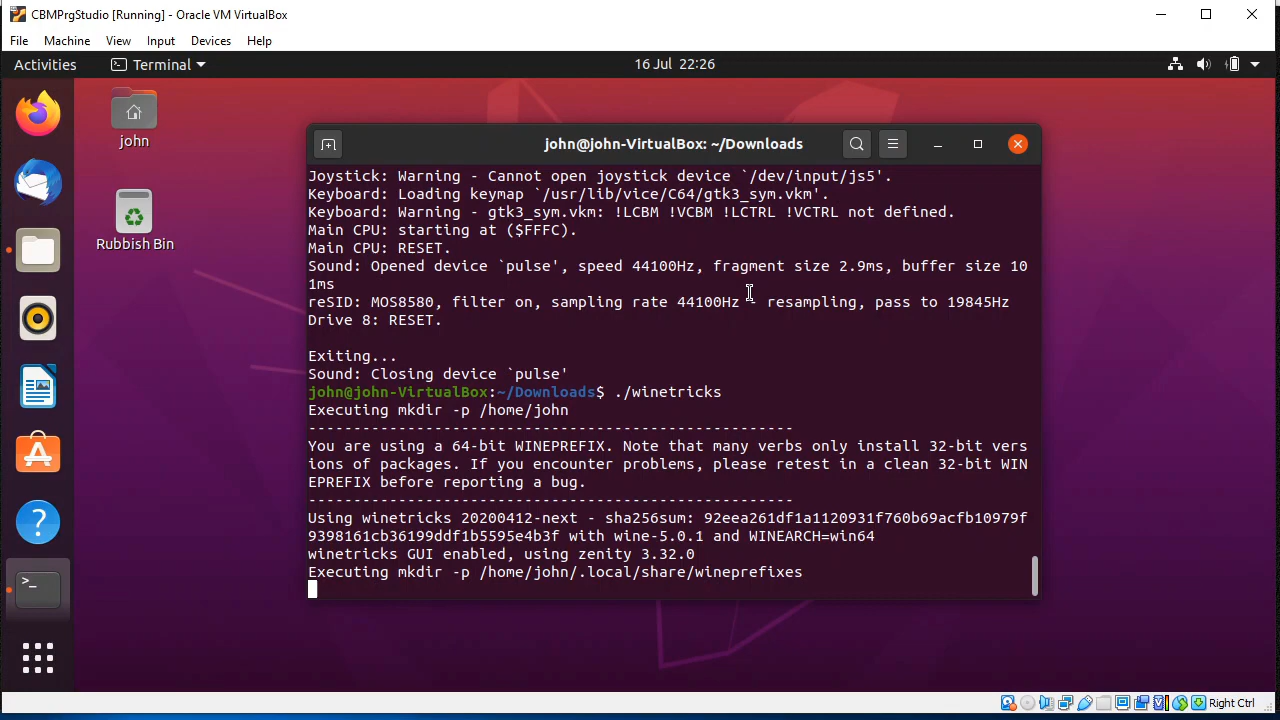 CBMPrgStudio [Running] - Oracle VM VirtualBox
File Machine View Input Devices Help
Activities Terminal 16 Jul 22:26
john
Rubbish Bin
john@john-VirtualBox: ~/Downloads
Joystick: Warning - Cannot open joystick device `/dev/input/js5'.
Keyboard: Loading keymap `/usr/lib/vice/C64/gtk3_sym.vkm'.
Keyboard: Warning - gtk3_sym.vkm: !LCBM !VCBM !LCTRL !VCTRL not defined.
Main CPU: starting at ($FFFC).
Main CPU: RESET.
Sound: Opened device `pulse', speed 44100Hz, fragment size 2.9ms, buffer size 10
1ms
reSID: MOS8580, filter on, sampling rate 44100Hz - resampling, pass to 19845Hz
Drive 8: RESET.
Exiting...
Sound: Closing device `pulse'
john@john-VirtualBox:~/Downloads$ ./winetricks
Executing mkdir -p /home/john
------------------------------------------------------
You are using a 64-bit WINEPREFIX. Note that many verbs only install 32-bit vers
ions of packages. If you encounter problems, please retest in a clean 32-bit WIN
EPREFIX before reporting a bug.
------------------------------------------------------
Using winetricks 20200412-next - sha256sum: 92eaa261df1a1120931f760b69acfb10979f
9398161cb36199ddf1b5595e4b3f with wine-5.0.1 and WINEARCH=win64
winetricks GUI enabled, using zenity 3.32.0
Executing mkdir -p /home/john/.local/share/wineprefixes
Right Ctrl